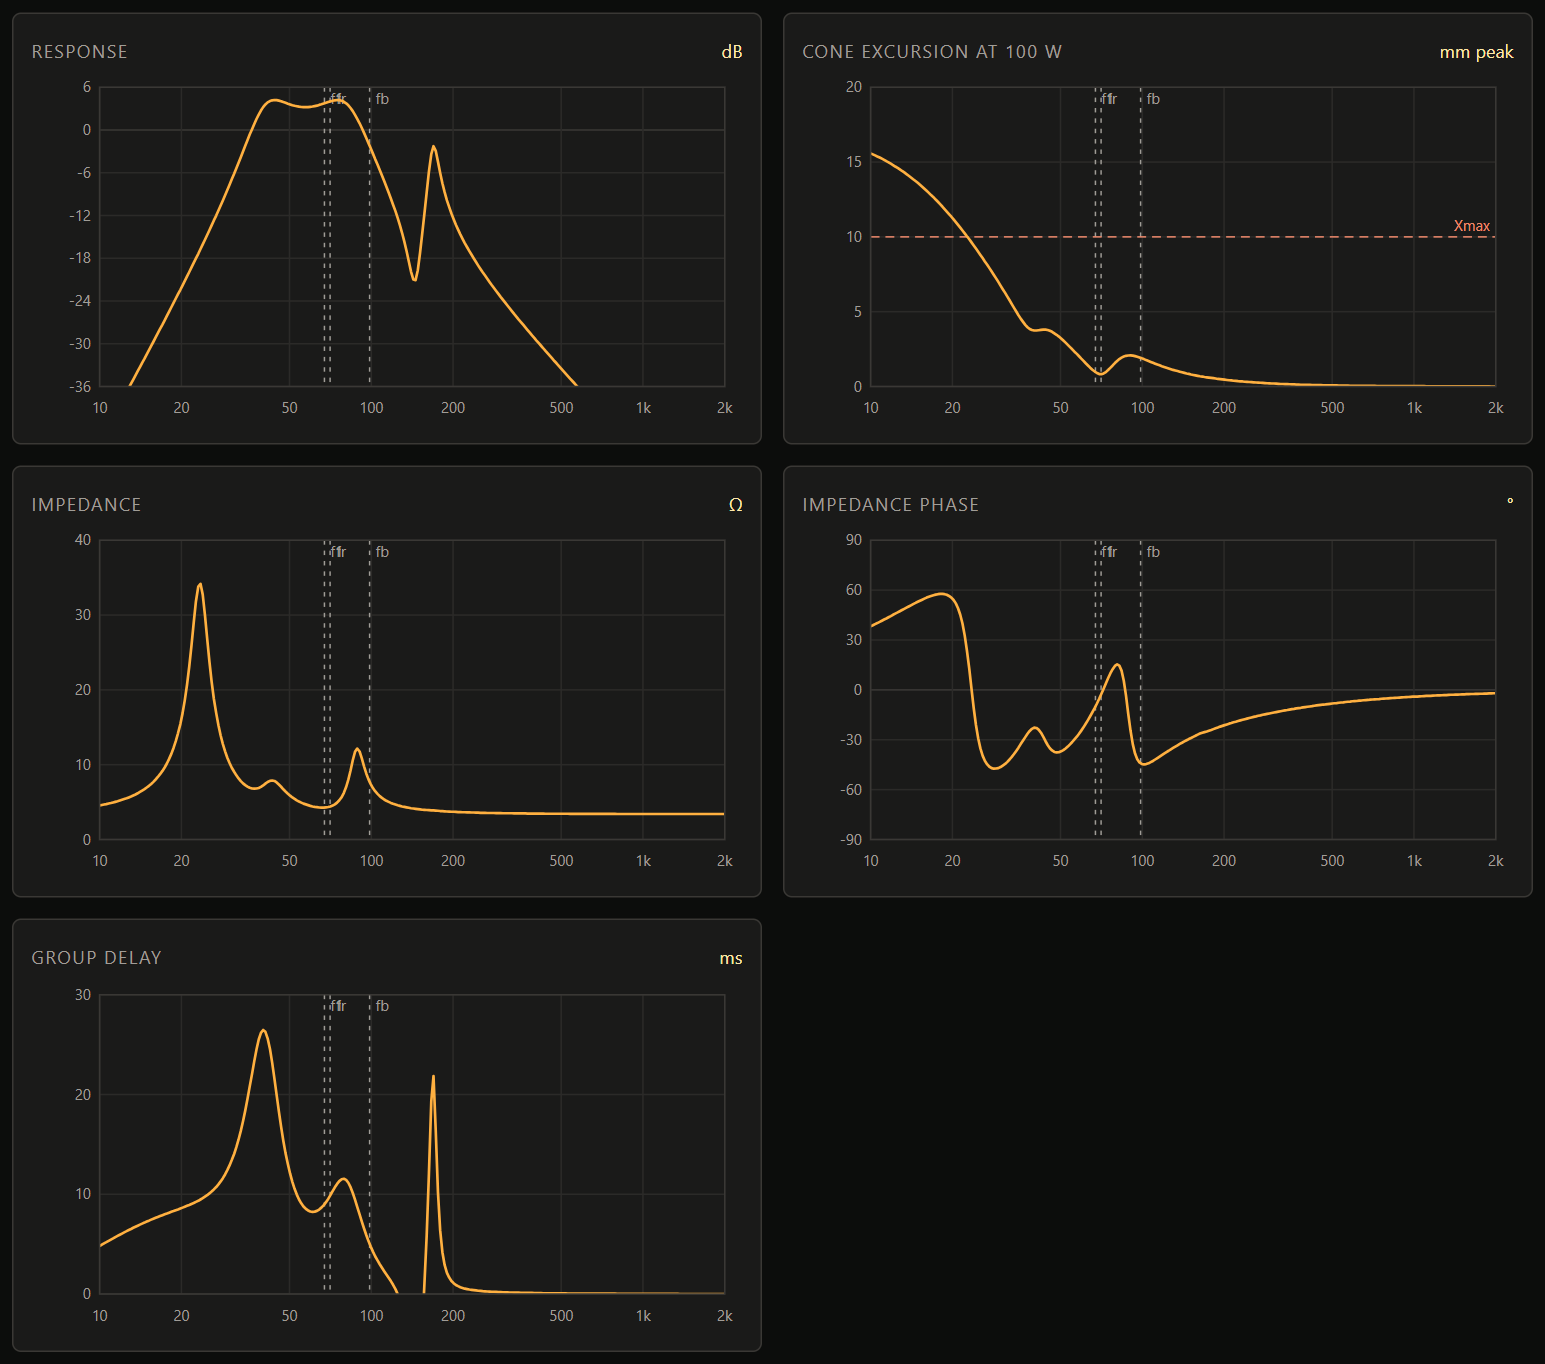 RESPONSE dB
6
0
-6
-12
-18
-24
-30
-36
fr fb
10 20 50 100 200 500 1k 2k
CONE EXCURSION AT 100 W mm peak
20
15
10
5
0
fr fb
Xmax
10 20 50 100 200 500 1k 2k
IMPEDANCE Ω
40
30
20
10
0
fr fb
10 20 50 100 200 500 1k 2k
IMPEDANCE PHASE °
90
60
30
0
-30
-60
-90
fr fb
10 20 50 100 200 500 1k 2k
GROUP DELAY ms
30
20
10
0
fr fb
10 20 50 100 200 500 1k 2k